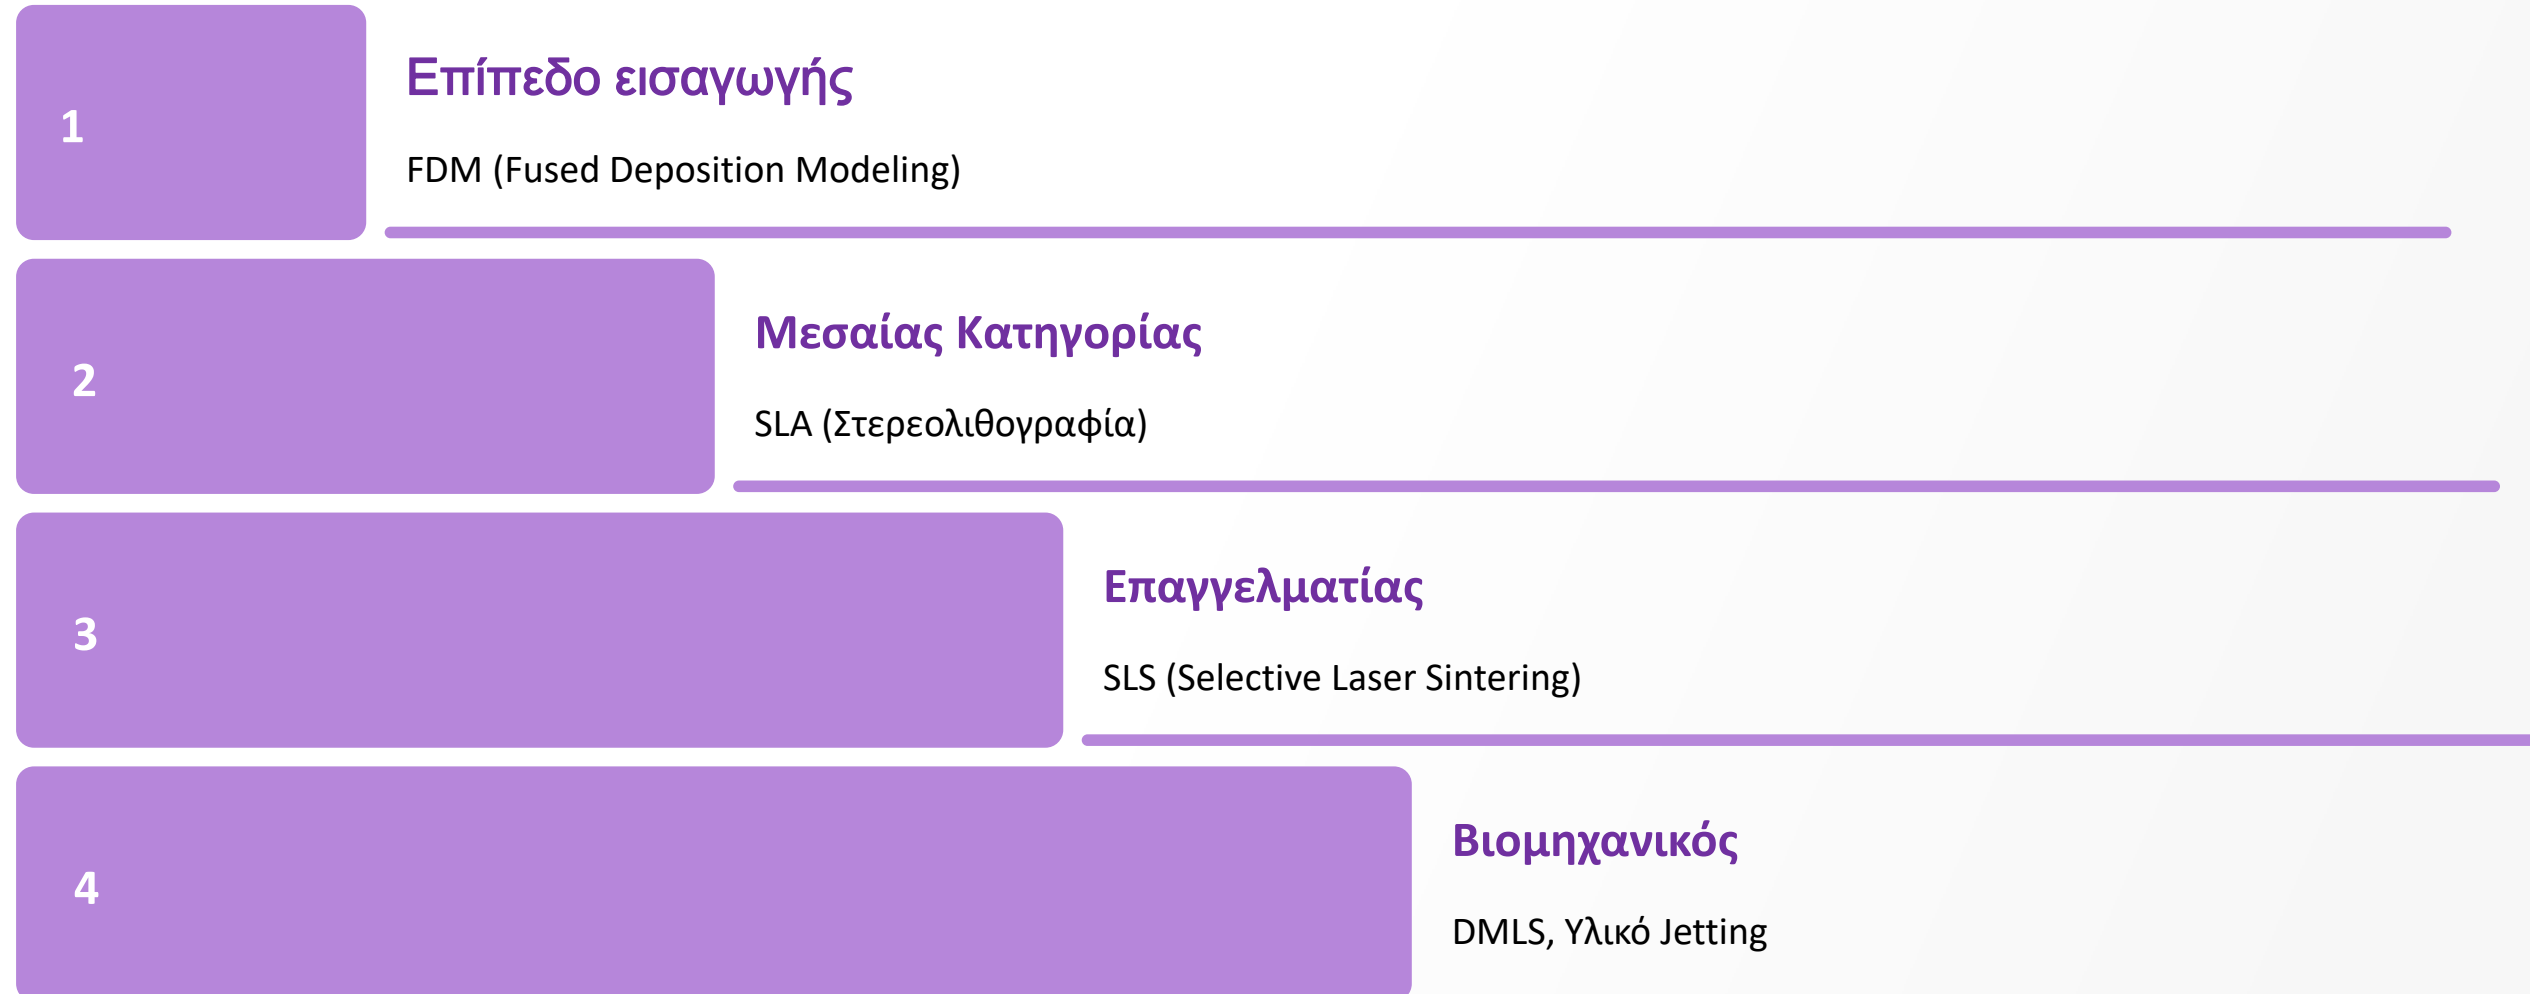 1
Επίπεδο εισαγωγής
FDM (Fused Deposition Modeling)
2
Μεσαίας Κατηγορίας
SLA (Στερεολιθογραφία)
3
Επαγγελματίας
SLS (Selective Laser Sintering)
4
Βιομηχανικός
DMLS, Υλικό Jetting